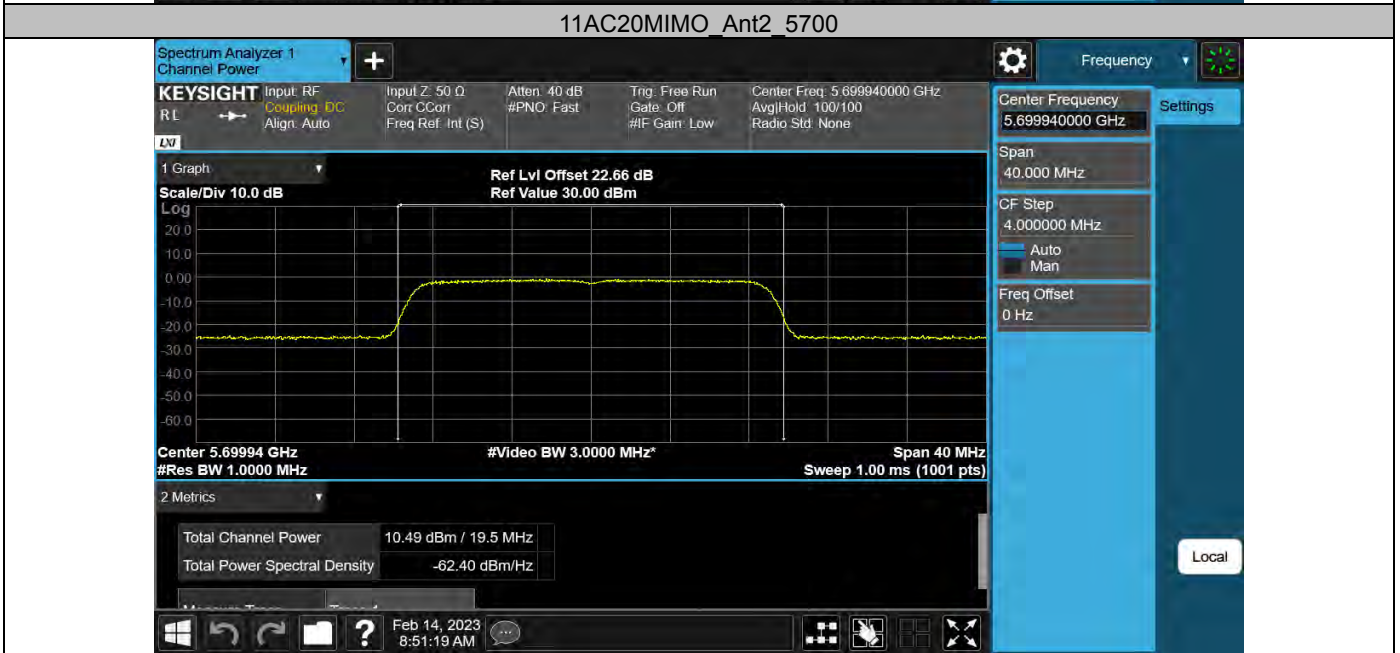 11AC20MIMO_Ant2_5700
Spectrum Analyzer 1
Channel Power
Frequency
KEYSIGHT
Input: RF
Input Z: 50 Ω
Atten: 40 dB
Trig: Free Run
Center Freq: 5.699940000 GHz
RL
Coupling: DC
Corr CCorr
#PNO: Fast
Gate: Off
Avg|Hold: 100/100
Align: Auto
Freq Ref: Int (S)
#IF Gain: Low
Radio Std: None
LXI
Center Frequency
5.699940000 GHz
Settings
Span
40.000 MHz
CF Step
4.000000 MHz
Auto
Man
Freq Offset
0 Hz
1 Graph
Ref Lvl Offset 22.66 dB
Scale/Div 10.0 dB
Ref Value 30.00 dBm
Log
20.0
10.0
0.00
-10.0
-20.0
-30.0
-40.0
-50.0
-60.0
Center 5.69994 GHz
#Video BW 3.0000 MHz*
Span 40 MHz
#Res BW 1.0000 MHz
Sweep 1.00 ms (1001 pts)
2 Metrics
Total Channel Power
10.49 dBm / 19.5 MHz
Total Power Spectral Density
-62.40 dBm/Hz
Local
?
Feb 14, 2023
8:51:19 AM